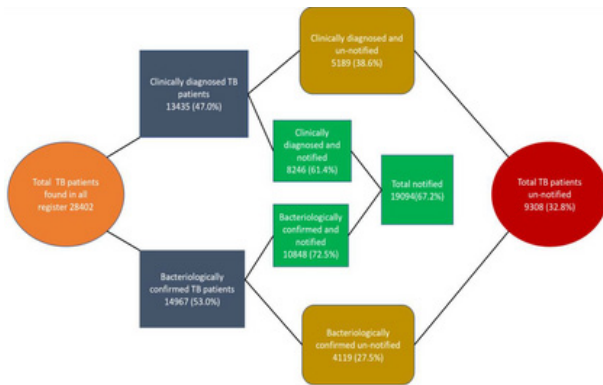 Clinically diagnosed and
un-notified
5189 (38.6%)
Clinically diagnosed TB
patients
13435 (47.0%)
Clinically
diagnosed and
notified
8246 (61.4%)
Total TB patients
found in all
register 28402
Total notified
19094(67.2%)
Total TB patients
un-notified
9308 (32.8%)
Bacteriologically
confirmed and
notified
10848 (72.5%)
Bacteriologically
confirmed TB patients
14967 (53.0%)
Bacteriologically
confirmed un-notified
4119 (27.5%)